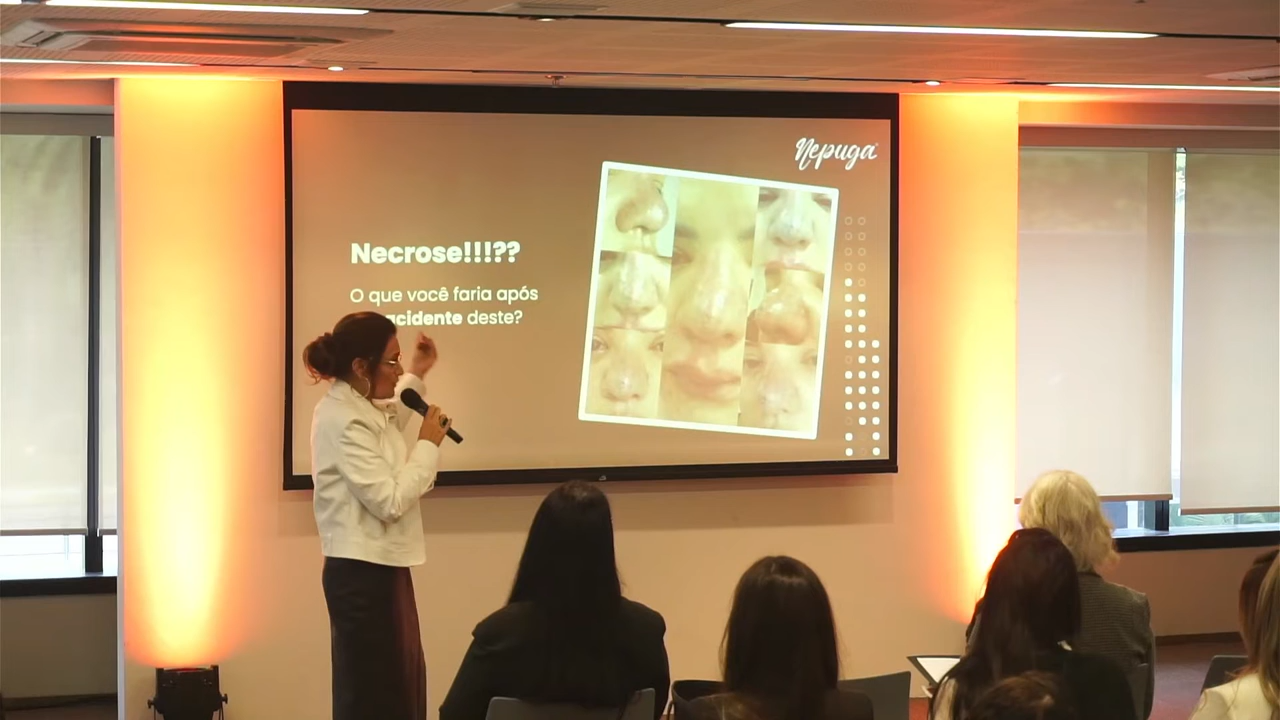 Nepuga
Necrose!!!??
O que você faria após
acidente deste?